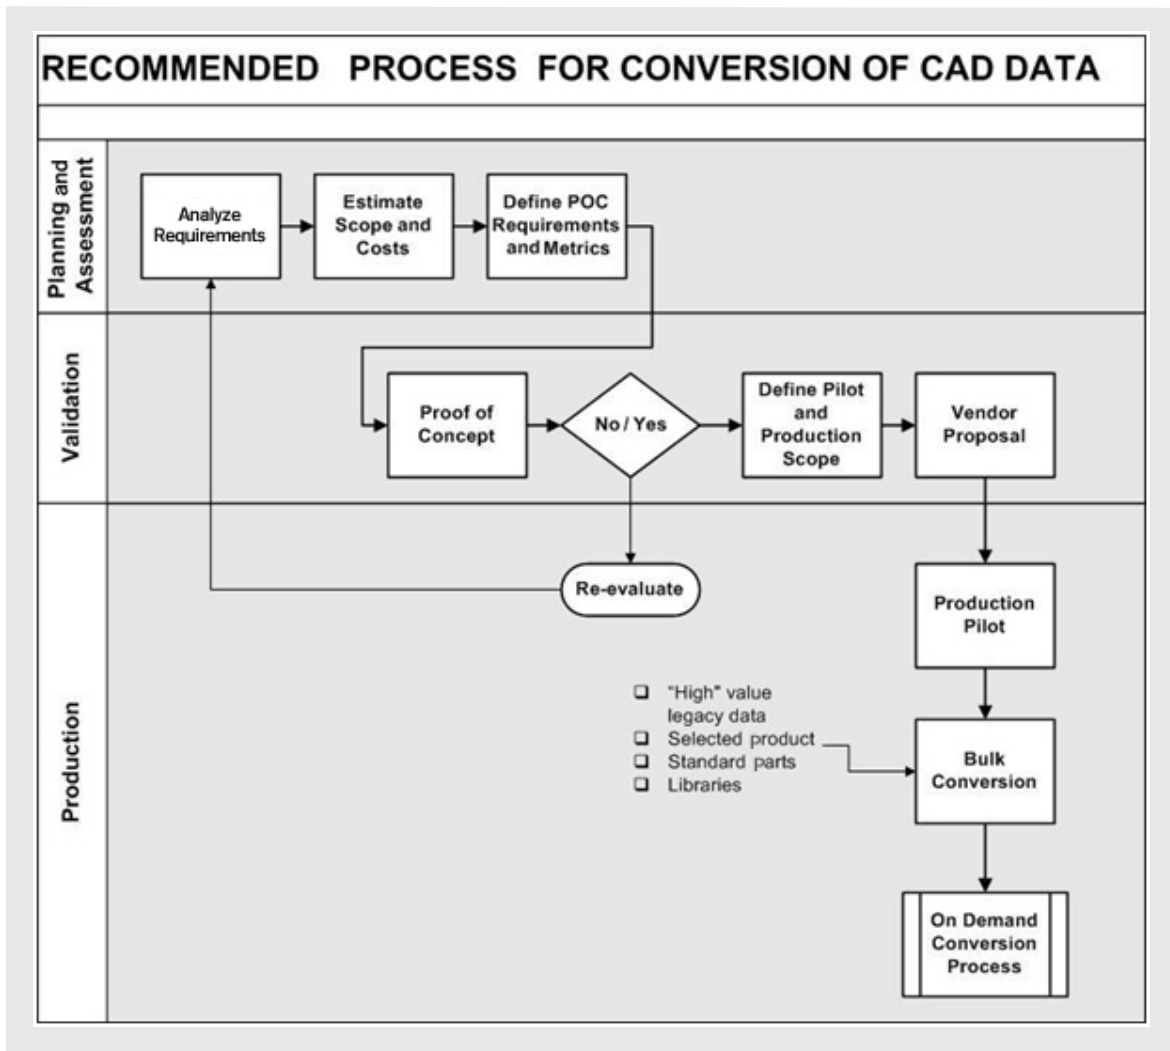 RECOMMENDED PROCESS FOR CONVERSION OF CAD DATA
Planning and
Assessment
Analyze
Requirements
Estimate
Scope and
Costs
Define POC
Requirements
and Metrics
Validation
Proof of
Concept
No / Yes
Define Pilot
and
Production
Scope
Vendor
Proposal
Production
Re-evaluate
Production
Pilot
"High" value
legacy data
Selected product
Standard parts
Libraries
Bulk
Conversion
On Demand
Conversion
Process